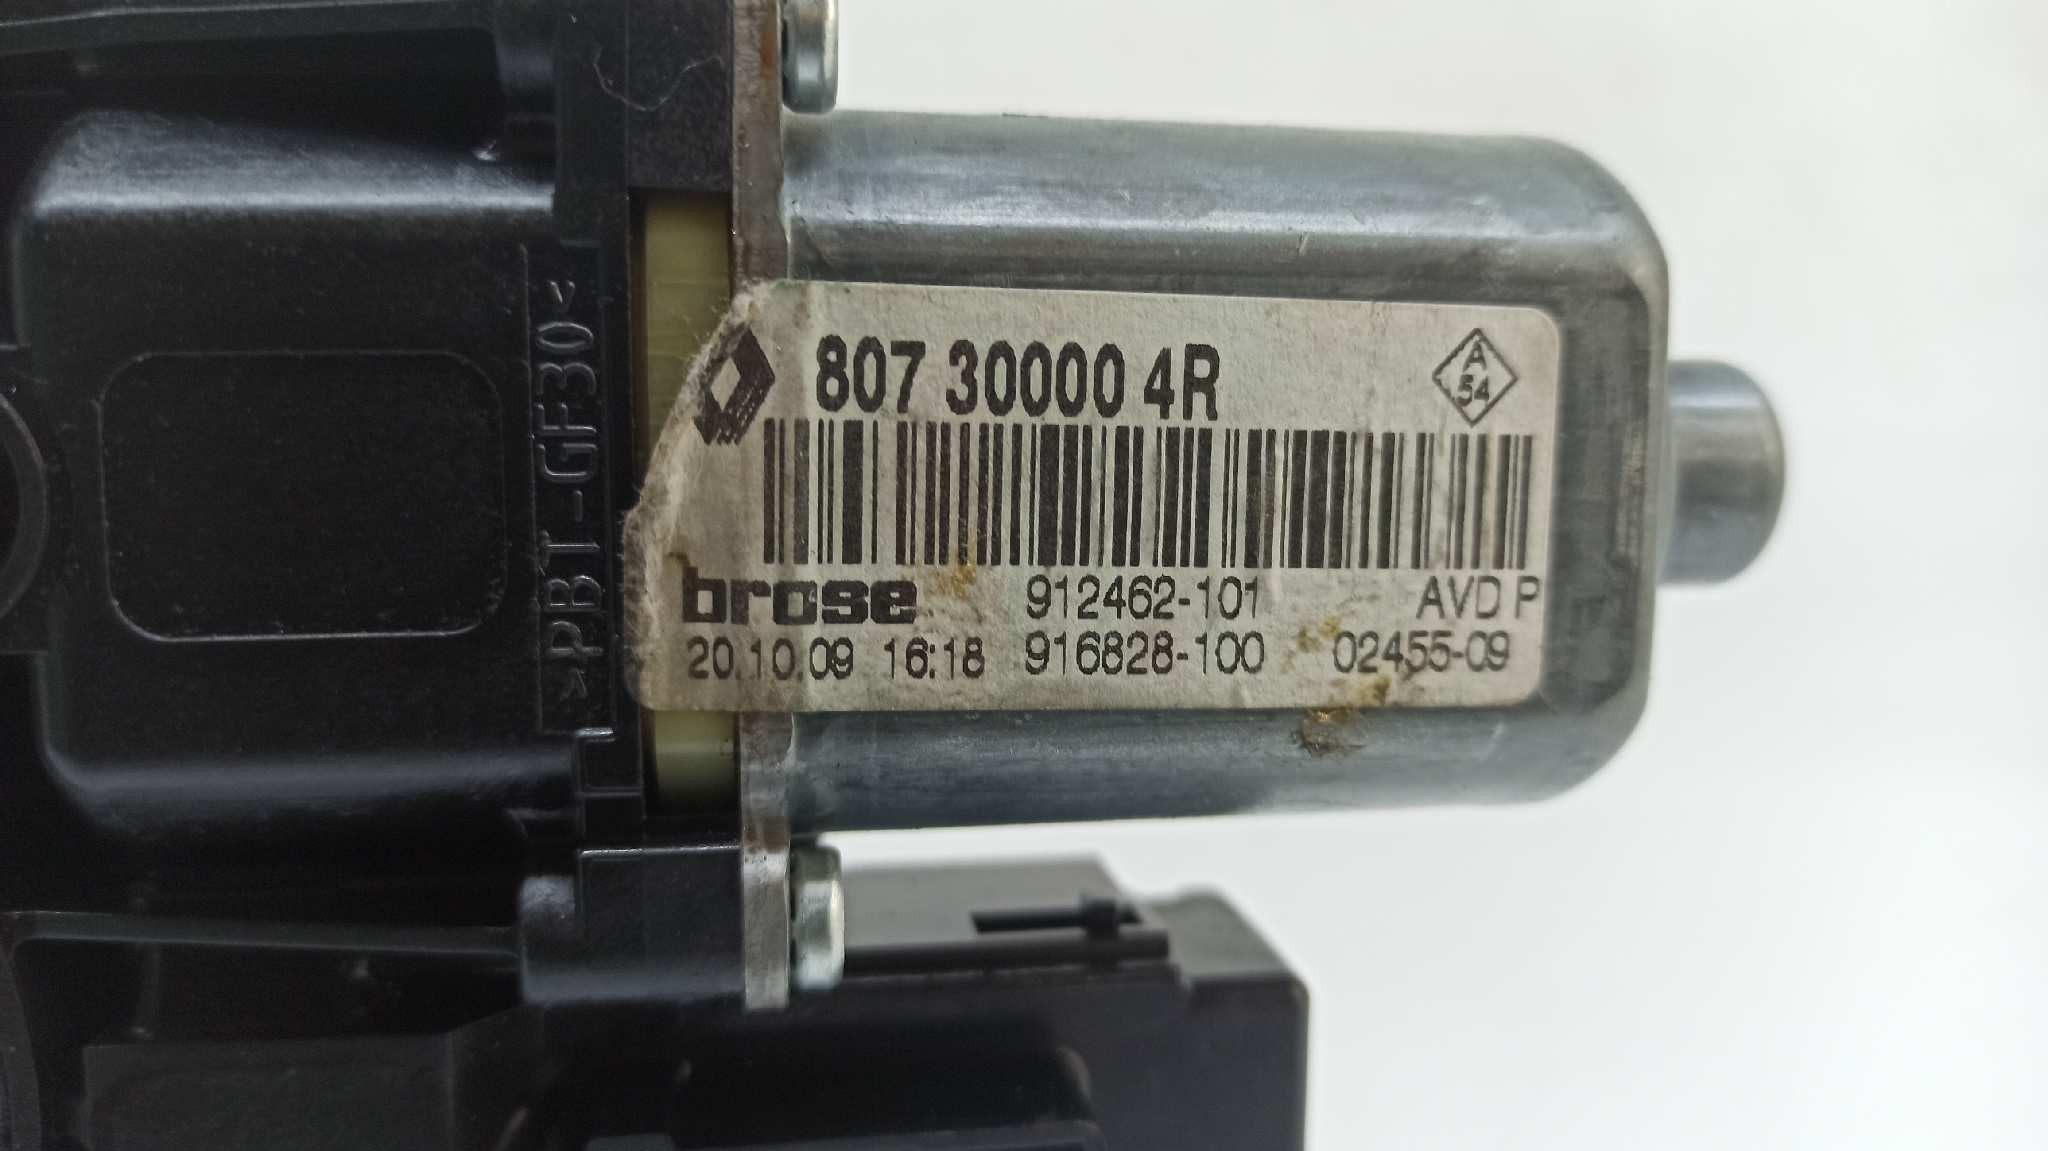 807 30000 4R
A
54
brose 912462-101 AVD P
20.10.09 16:18 916828-100 02455-09
>PBT-GF30<